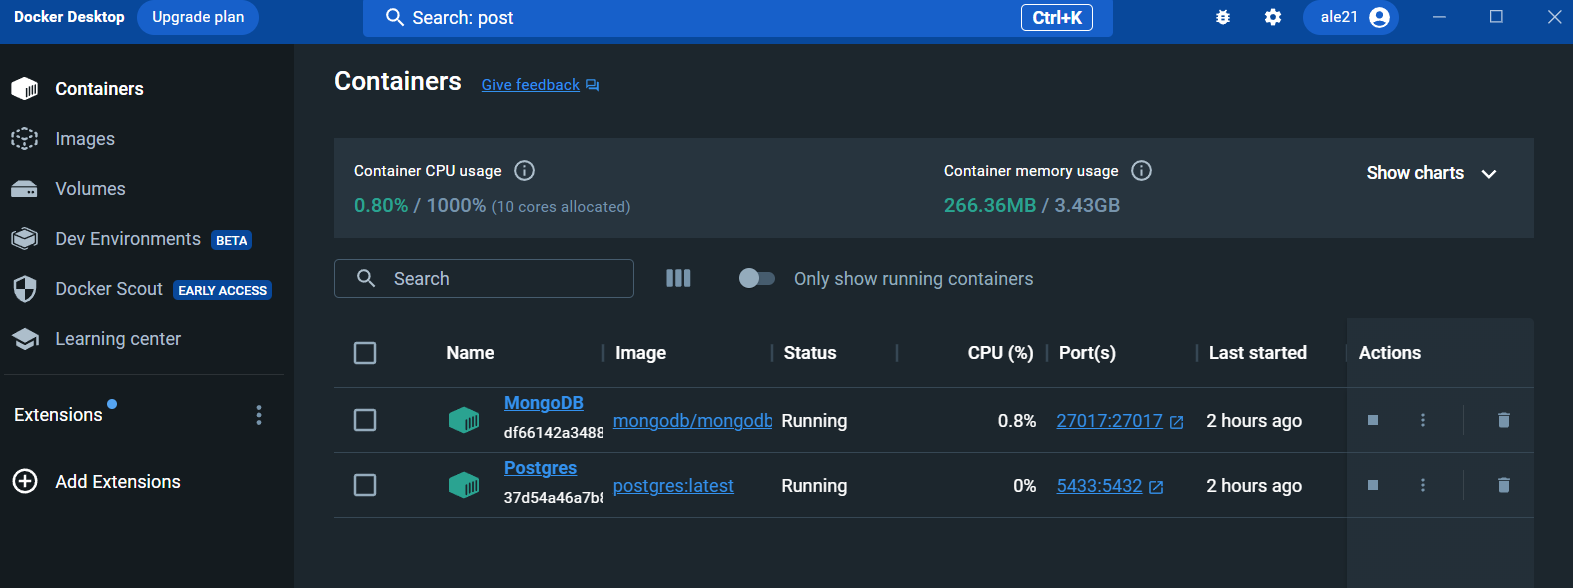 Docker Desktop Upgrade plan Search: post Ctrl+K ale21
Containers
Images
Volumes
Dev Environments BETA
Docker Scout EARLY ACCESS
Learning center
Extensions
Add Extensions
Containers Give feedback
Container CPU usage
0.80% / 1000% (10 cores allocated)
Container memory usage
266.36MB / 3.43GB
Show charts
Search Only show running containers
Name Image Status CPU (%) Port(s) Last started Actions
MongoDB
df66142a3488 mongodb/mongodb Running 0.8% 27017:27017 2 hours ago
Postgres
37d54a46a7b8 postgres:latest Running 0% 5433:5432 2 hours ago